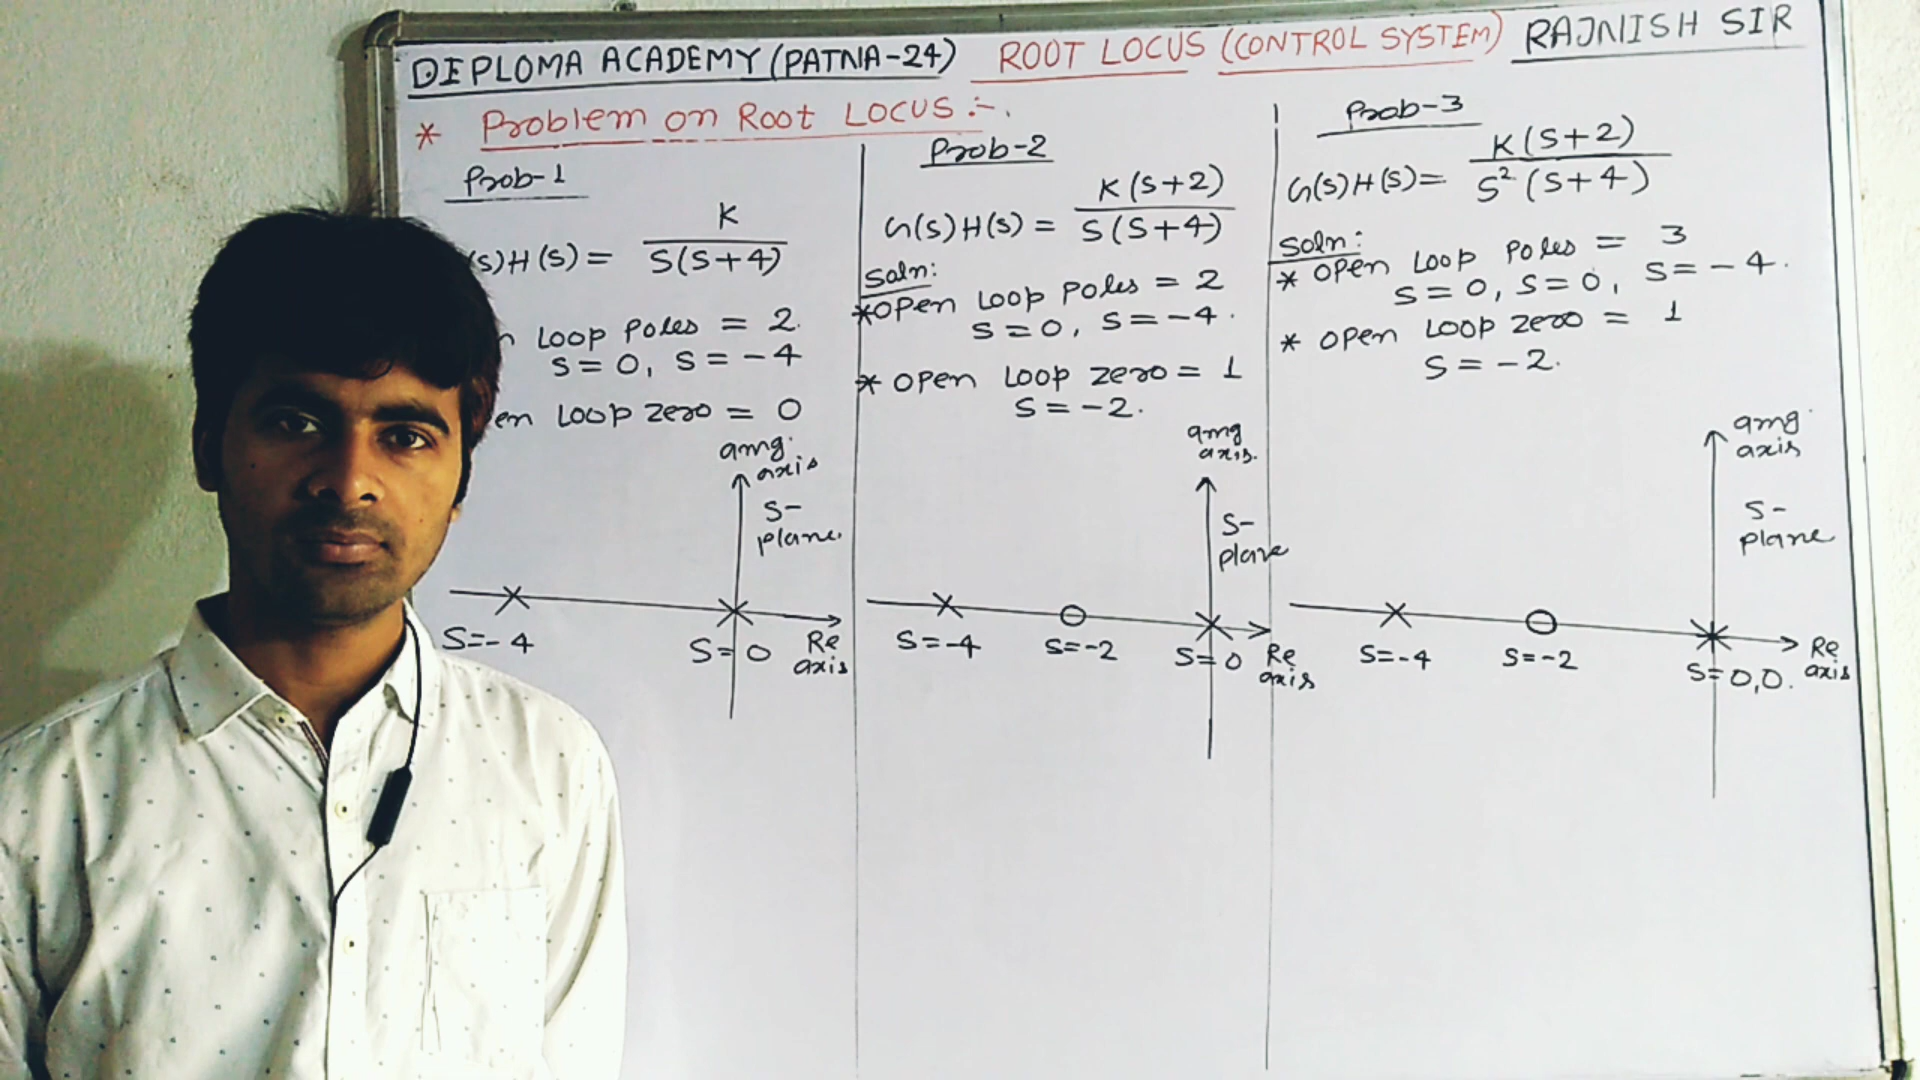 DIPLOMA ACADEMY (PATNA-24) ROOT LOCUS (CONTROL SYSTEM) RAJNISH SIR
* Problem on Root LOCUS :-.
Prob-1
K
(s)H(s) = S(S+4)
n Loop Poles = 2.
S = 0, S = -4
en Loop zero = 0
amg.
axis
S-
plane.
S=-4
S=0
Re
axis
Prob-2
K(S+2)
G(s)H(s) = S(S+4)
Soln:
*Open Loop Poles = 2
S = 0, S = -4.
* Open Loop zero = 1
S = -2.
amg
axis.
S-
plane
S=-4
S=-2
S=0
Re
axis
Prob-3
K(S+2)
G(s)H(s) = S²(S+4)
Soln:
* Open Loop Poles = 3
S = 0, S = 0, S = -4.
* Open Loop zero = 1
S = -2.
amg.
axis
S-
plane
S=-4
S=-2
S=0,0.
Re
axis